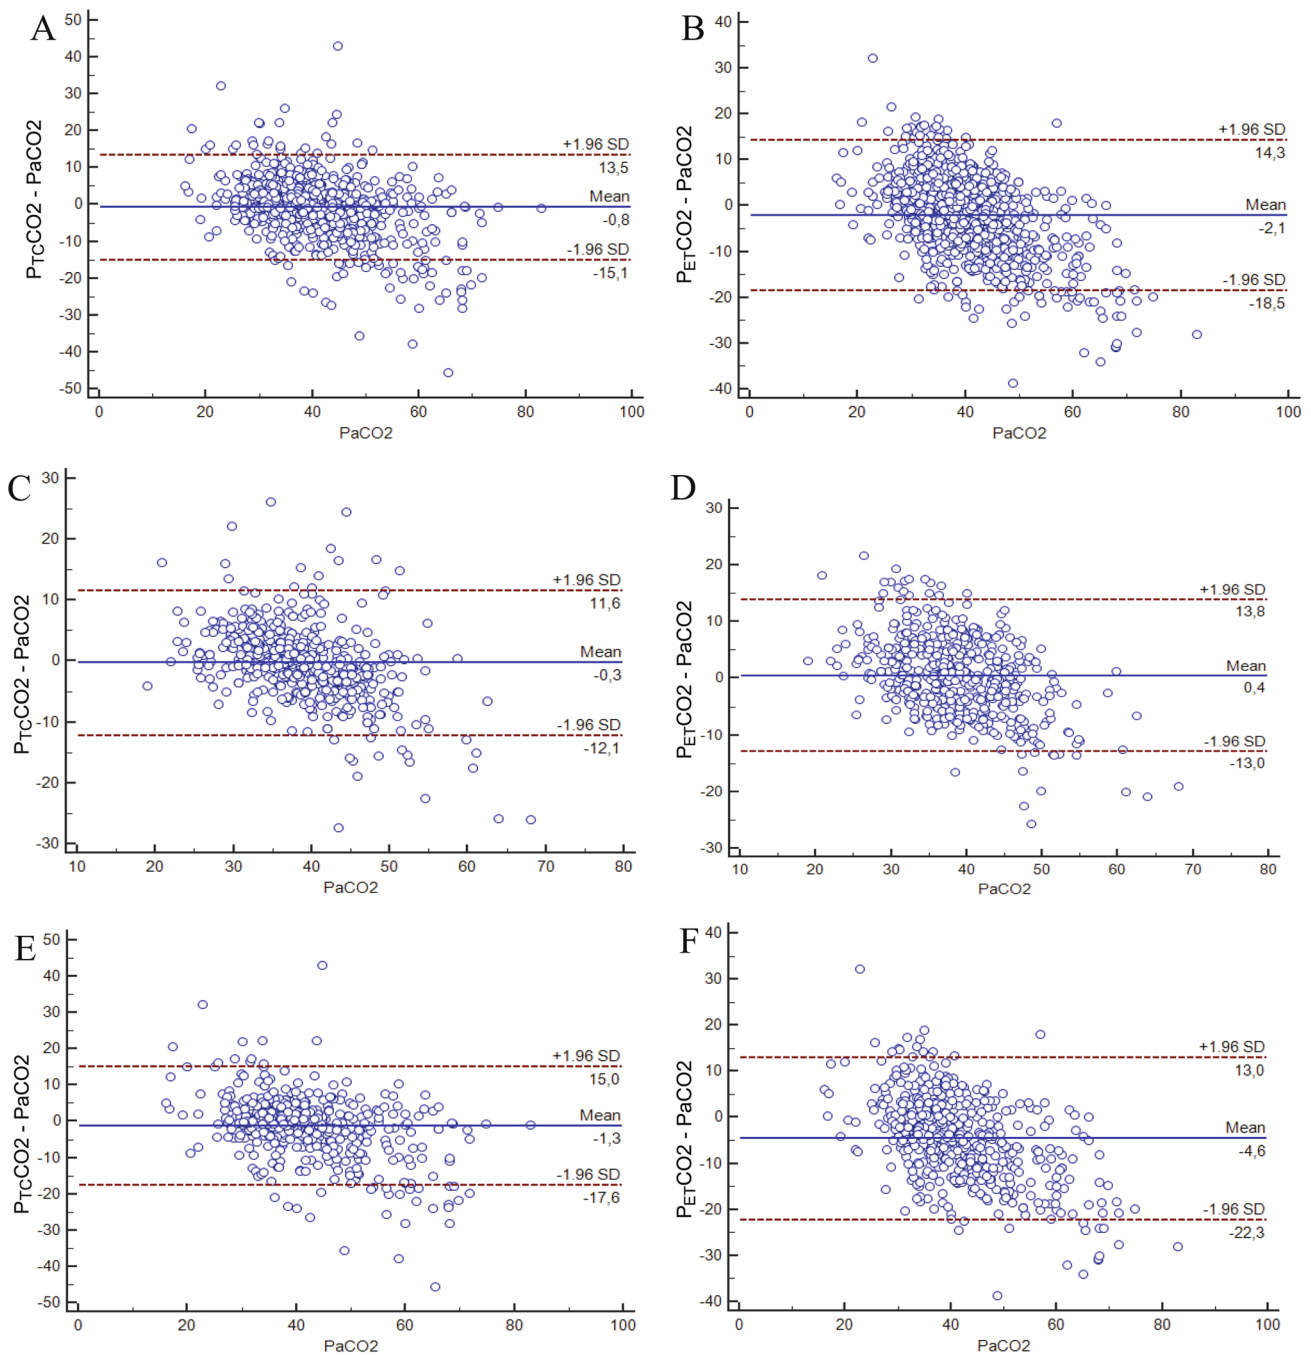 A
PTCCO2 - PaCO2
50
40
30
20
10
0
-10
-20
-30
-40
-50
+1.96 SD
13,5
Mean
-0,8
-1.96 SD
-15,1
0 20 40 60 80 100
PaCO2
B
PETCO2 - PaCO2
40
30
20
10
0
-10
-20
-30
-40
+1.96 SD
14,3
Mean
-2,1
-1.96 SD
-18,5
0 20 40 60 80 100
PaCO2
C
PTCCO2 - PaCO2
30
20
10
0
-10
-20
-30
+1.96 SD
11,6
Mean
-0,3
-1.96 SD
-12,1
10 20 30 40 50 60 70 80
PaCO2
D
PETCO2 - PaCO2
30
20
10
0
-10
-20
-30
+1.96 SD
13,8
Mean
0,4
-1.96 SD
-13,0
10 20 30 40 50 60 70 80
PaCO2
E
PTCCO2 - PaCO2
50
40
30
20
10
0
-10
-20
-30
-40
-50
+1.96 SD
15,0
Mean
-1,3
-1.96 SD
-17,6
0 20 40 60 80 100
PaCO2
F
PETCO2 - PaCO2
40
30
20
10
0
-10
-20
-30
-40
+1.96 SD
13,0
Mean
-4,6
-1.96 SD
-22,3
0 20 40 60 80 100
PaCO2